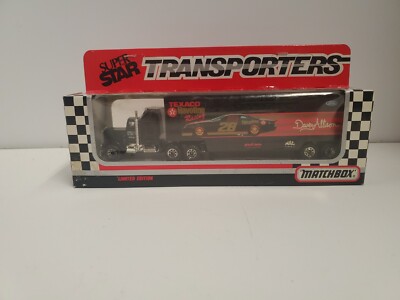 SUPER STAR
TRANSPORTERS
TEXACO
Racing
28
Davey Allison
LIMITED EDITION
MATCHBOX